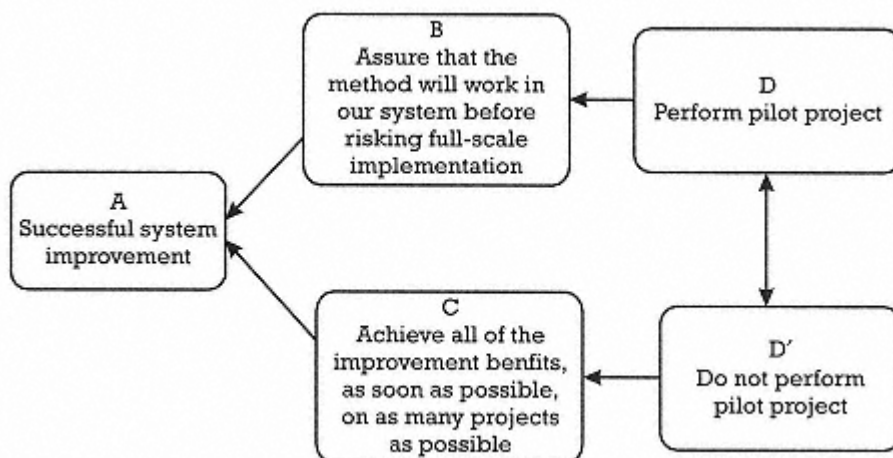 B
Assure that the
method will work in
our system before
risking full-scale
implementation
D
Perform pilot project
A
Successful system
improvement
C
Achieve all of the
improvement benfits,
as soon as possible,
on as many projects
as possible
D′
Do not perform
pilot project